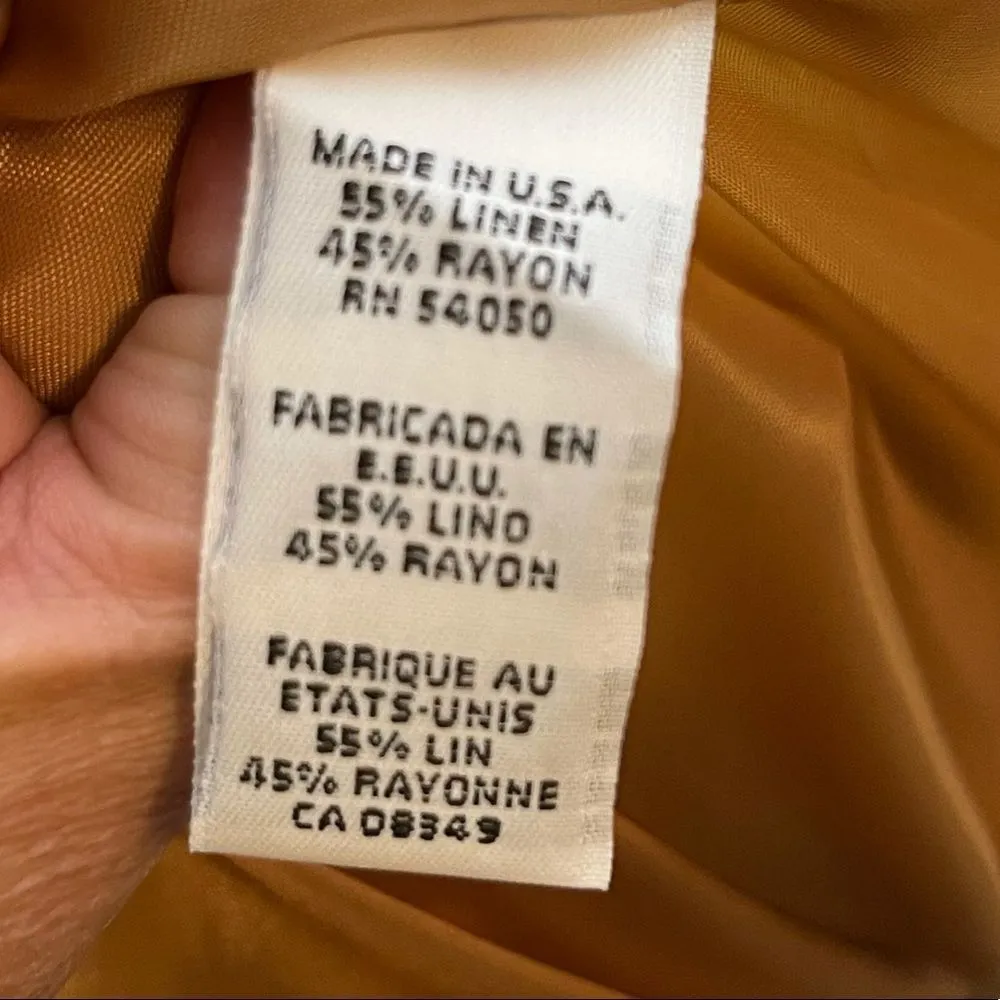 MADE IN U.S.A.
55% LINEN
45% RAYON
RN 54050
FABRICADA EN
E.E.U.U.
55% LINO
45% RAYON
FABRIQUE AU
ETATS-UNIS
55% LIN
45% RAYONNE
CA 08349